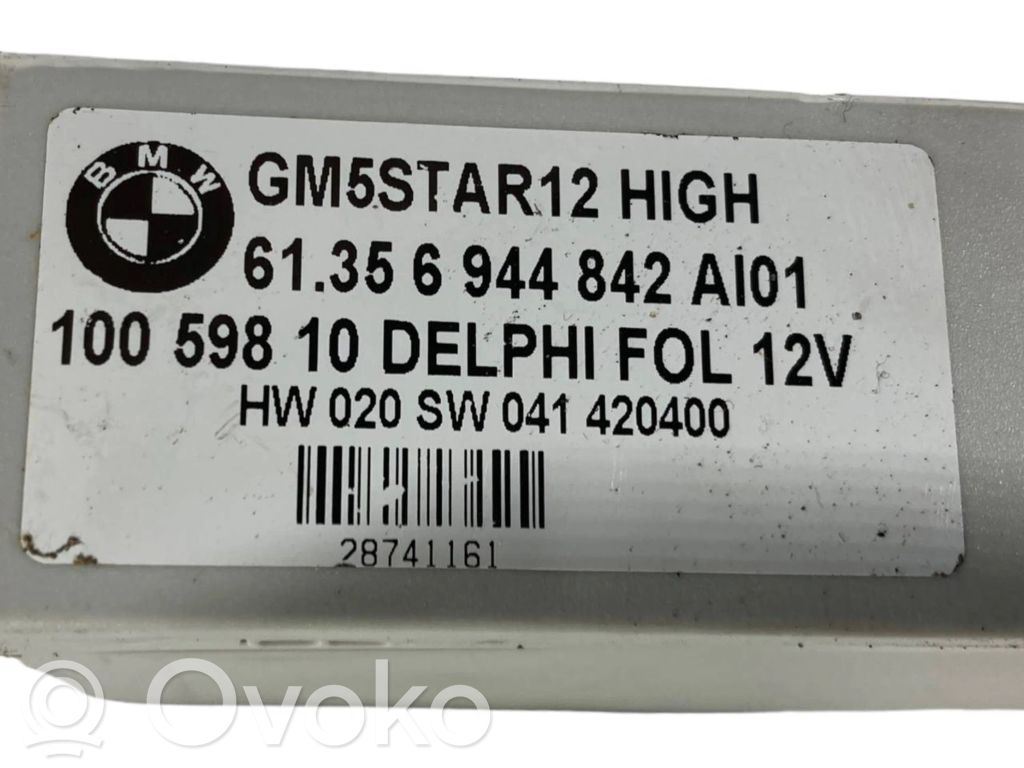 BMW
GM5STAR12 HIGH
61.35 6 944 842 AI01
100 598 10 DELPHI FOL 12V
HW 020 SW 041 420400
28741161
Ovoko